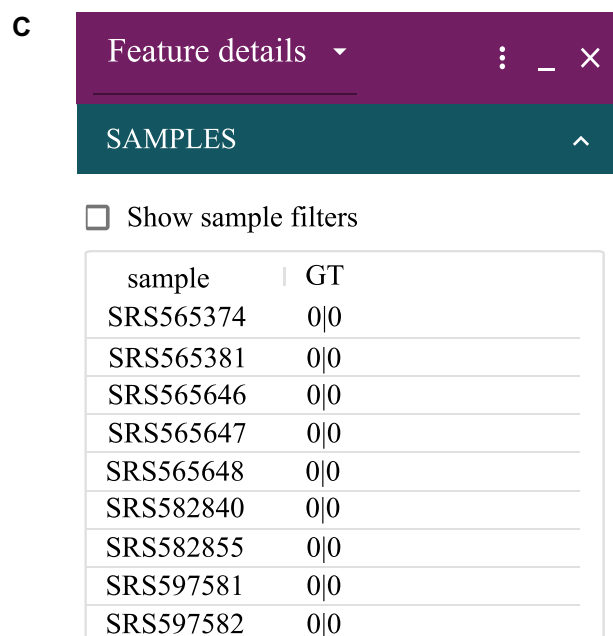 C
Feature details
SAMPLES
Show sample filters
sample GT
SRS565374 0|0
SRS565381 0|0
SRS565646 0|0
SRS565647 0|0
SRS565648 0|0
SRS582840 0|0
SRS582855 0|0
SRS597581 0|0
SRS597582 0|0